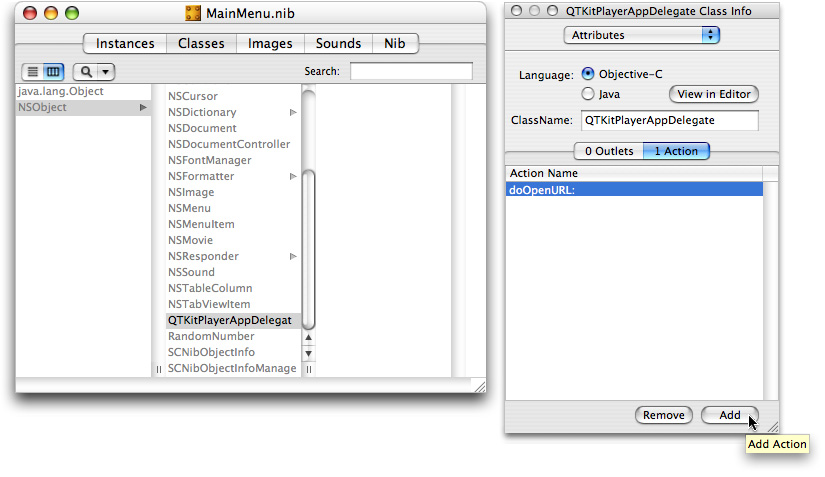 MainMenu.nib
Instances Classes Images Sounds Nib
Search:
java.lang.Object
NSObject
NSCursor
NSDictionary
NSDocument
NSDocumentController
NSFontManager
NSFormatter
NSImage
NSMenu
NSMenuItem
NSMovie
NSResponder
NSSound
NSTableColumn
NSTabViewItem
QTKitPlayerAppDelegat
RandomNumber
SCNibObjectInfo
SCNibObjectInfoManage
QTKitPlayerAppDelegate Class Info
Attributes
Language: Objective-C
Java View in Editor
ClassName: QTKitPlayerAppDelegate
0 Outlets 1 Action
Action Name
doOpenURL:
Remove Add
Add Action